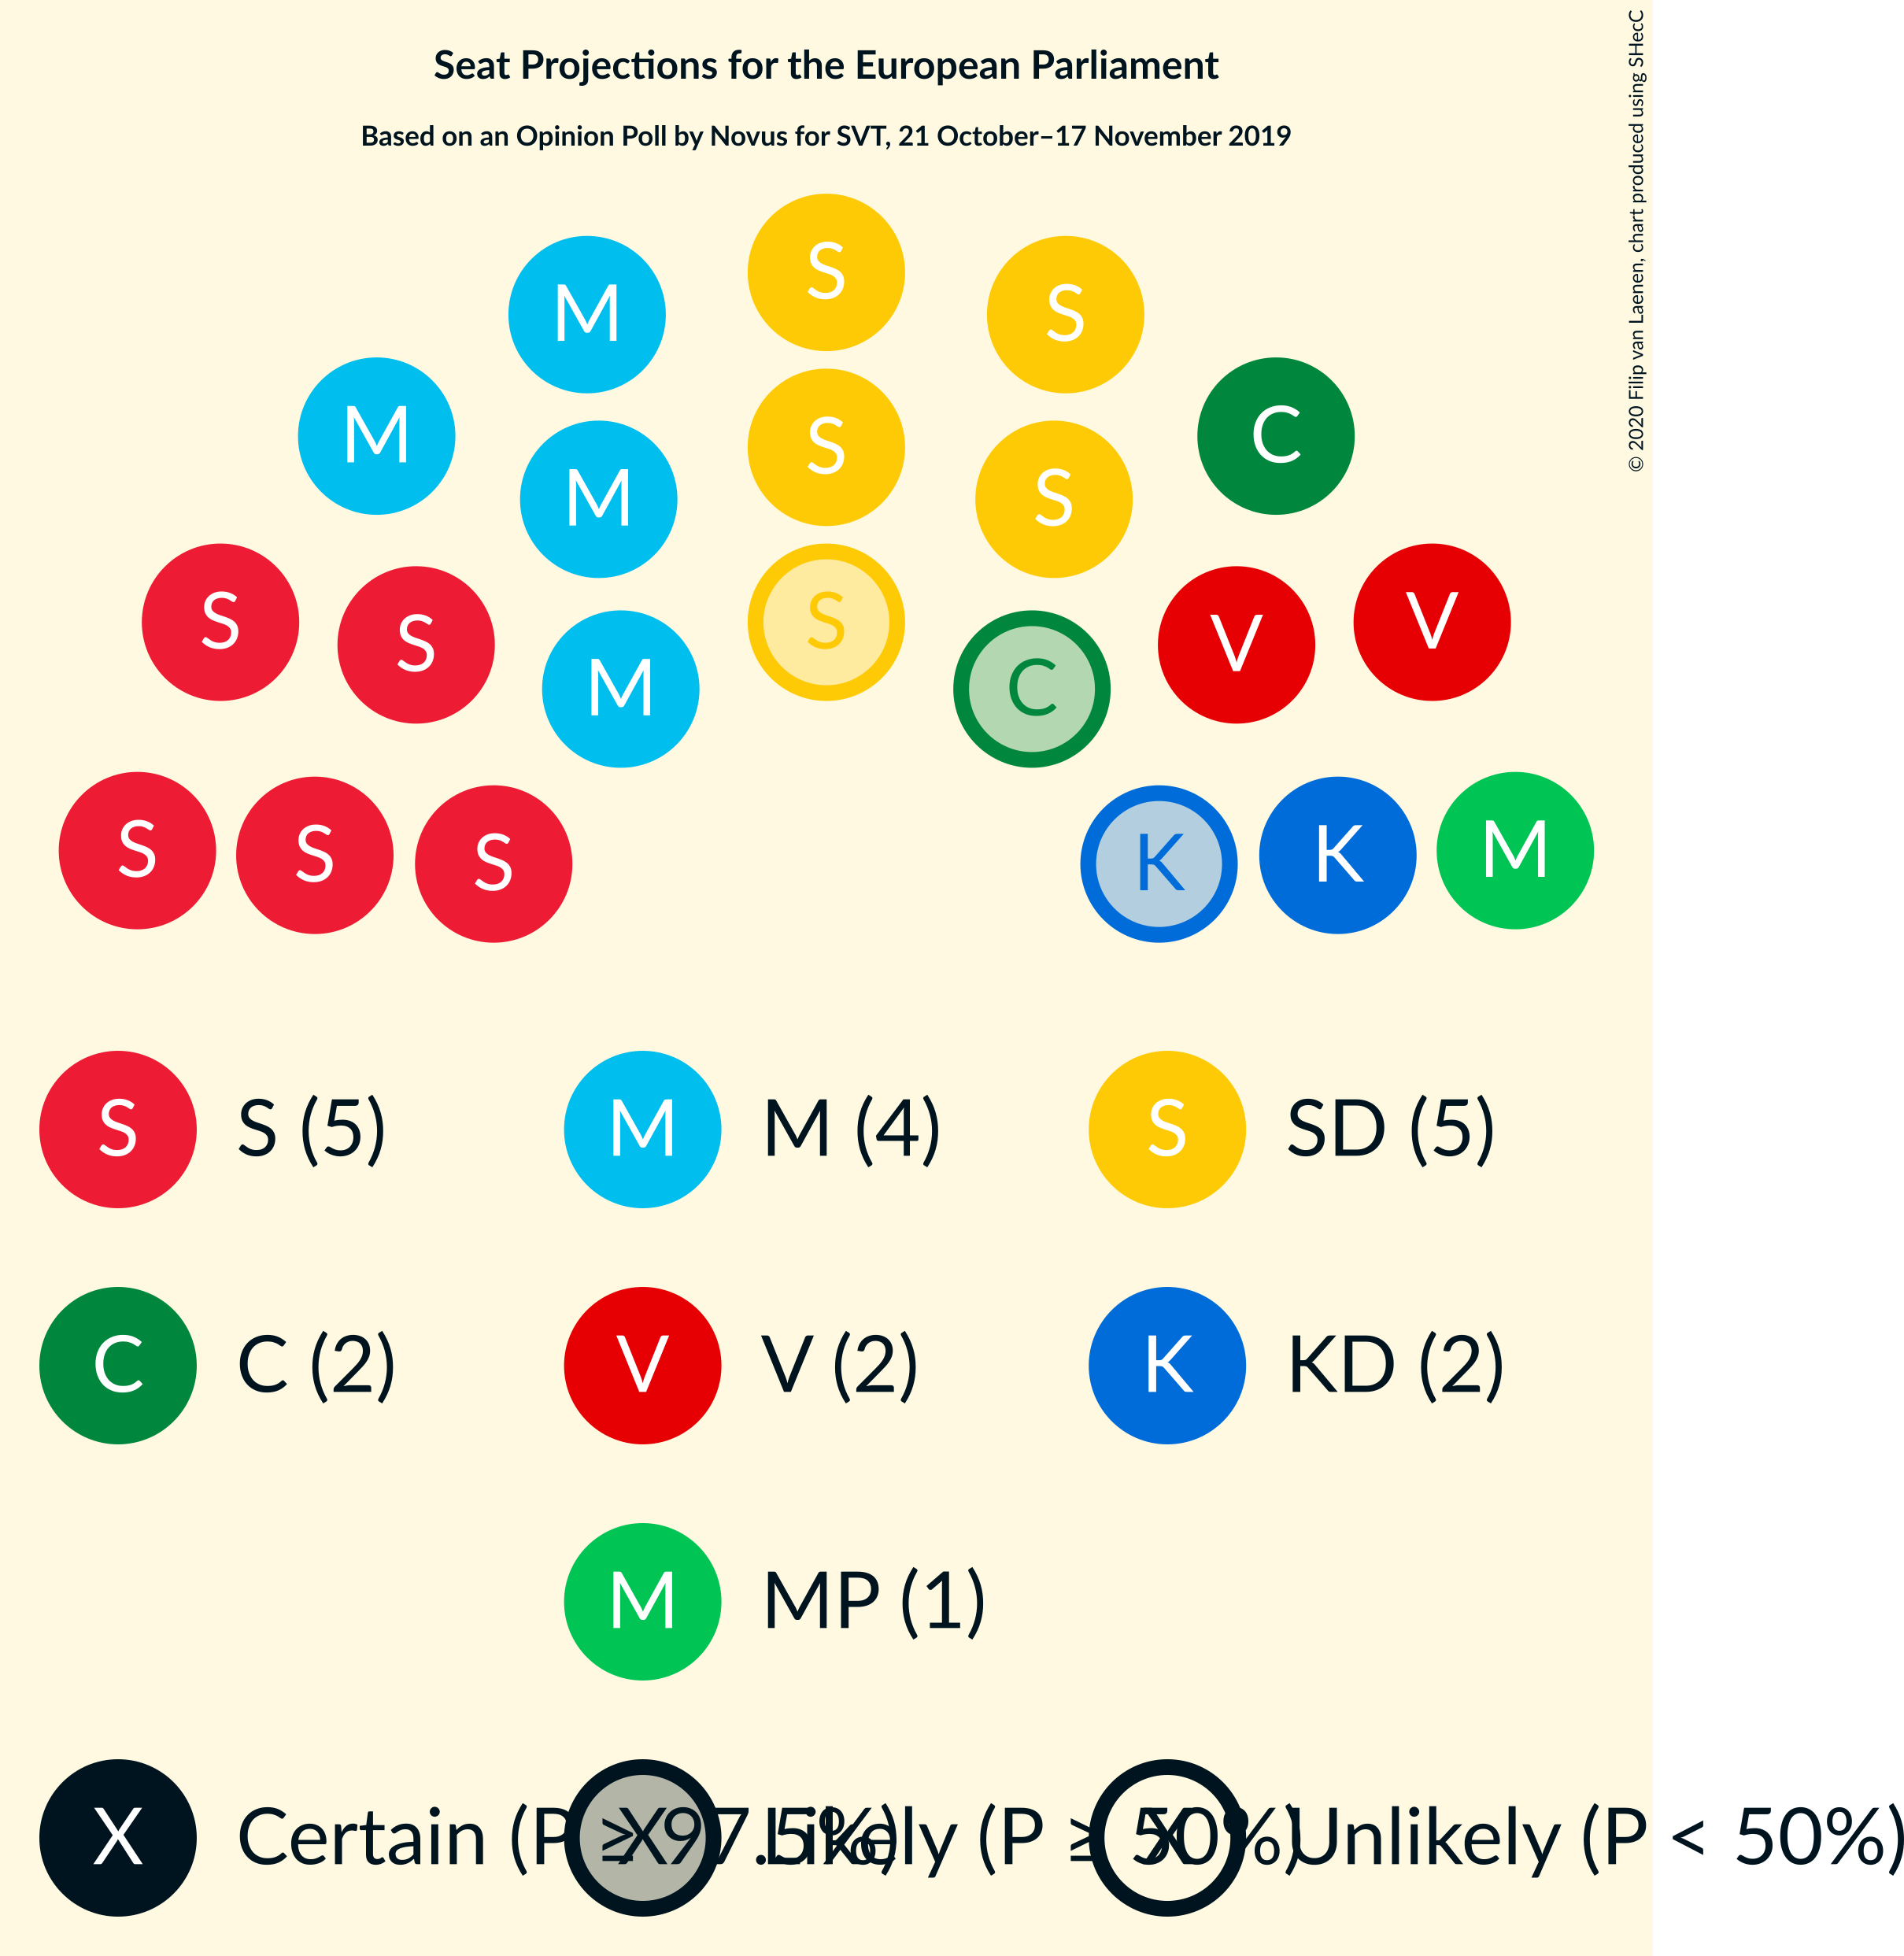 Seat Projections for the European Parliament
Based on an Opinion Poll by Novus for SVT, 21 October–17 November 2019
© 2020 Filip van Laenen, chart produced using SHecC
S
M S
M C
S
M S
S S V
S V
M C
S M
S K
S K
S S (5) M M (4) S SD (5)
C C (2) V V (2) K KD (2)
M MP (1)
X Certain (P ≥ 97.5%) X Likely (P ≥ 50%) X Unlikely (P < 50%)